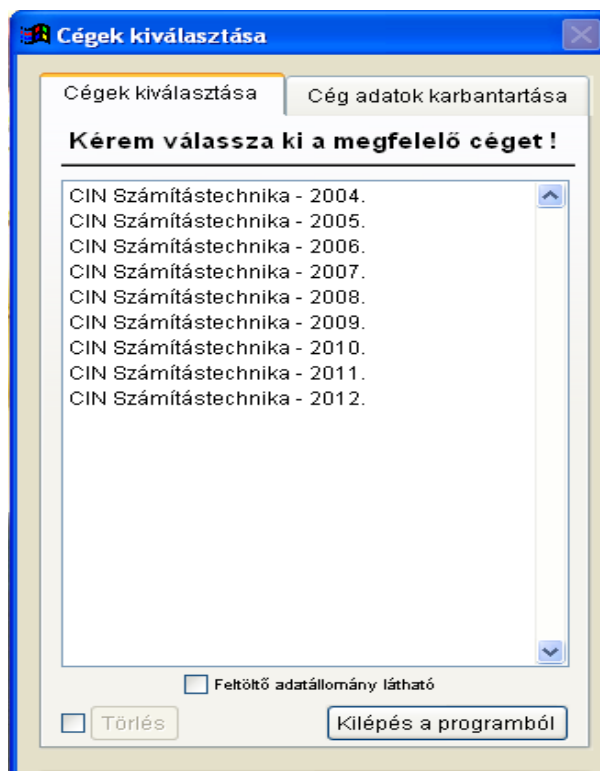 Cégek kiválasztása
Cégek kiválasztása
Cég adatok karbantartása
Kérem válassza ki a megfelelő céget !
CIN Számítástechnika - 2004.
CIN Számítástechnika - 2005.
CIN Számítástechnika - 2006.
CIN Számítástechnika - 2007.
CIN Számítástechnika - 2008.
CIN Számítástechnika - 2009.
CIN Számítástechnika - 2010.
CIN Számítástechnika - 2011.
CIN Számítástechnika - 2012.
Feltöltő adatállomány látható
Törlés
Kilépés a programból